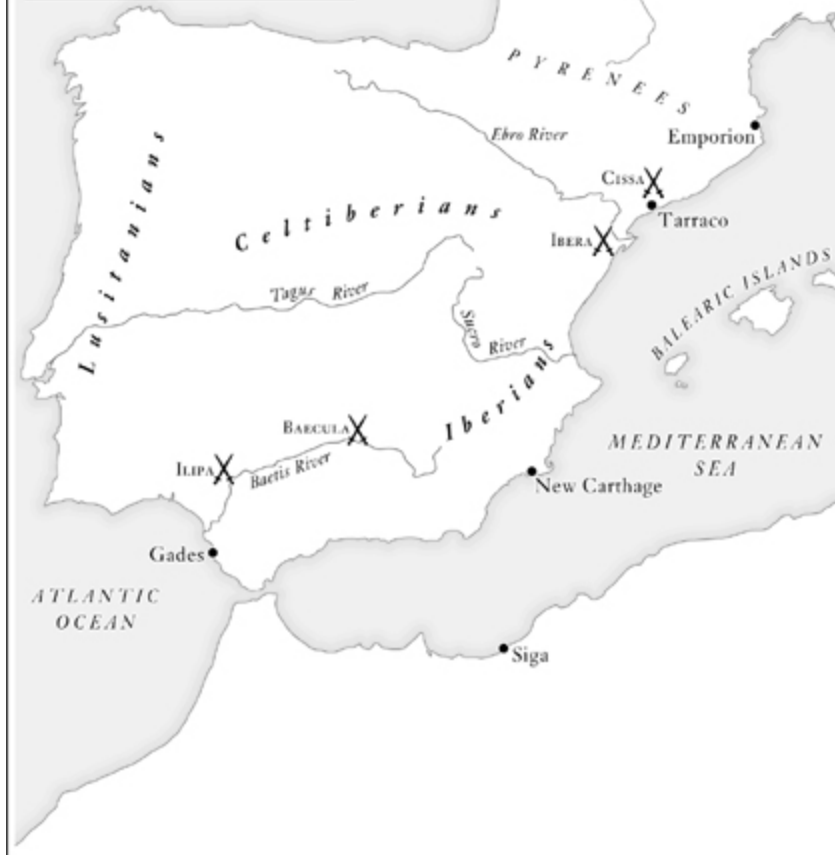 PYRENEES
Ebro River
Emporion
CISSA
Tarraco
Lusitanians
Celtiberians
IBERA
BALEARIC ISLANDS
Tagus River
Sucro River
Iberians
BAECULA
MEDITERRANEAN
SEA
ILIPA
Baetis River
New Carthage
Gades
ATLANTIC
OCEAN
Siga